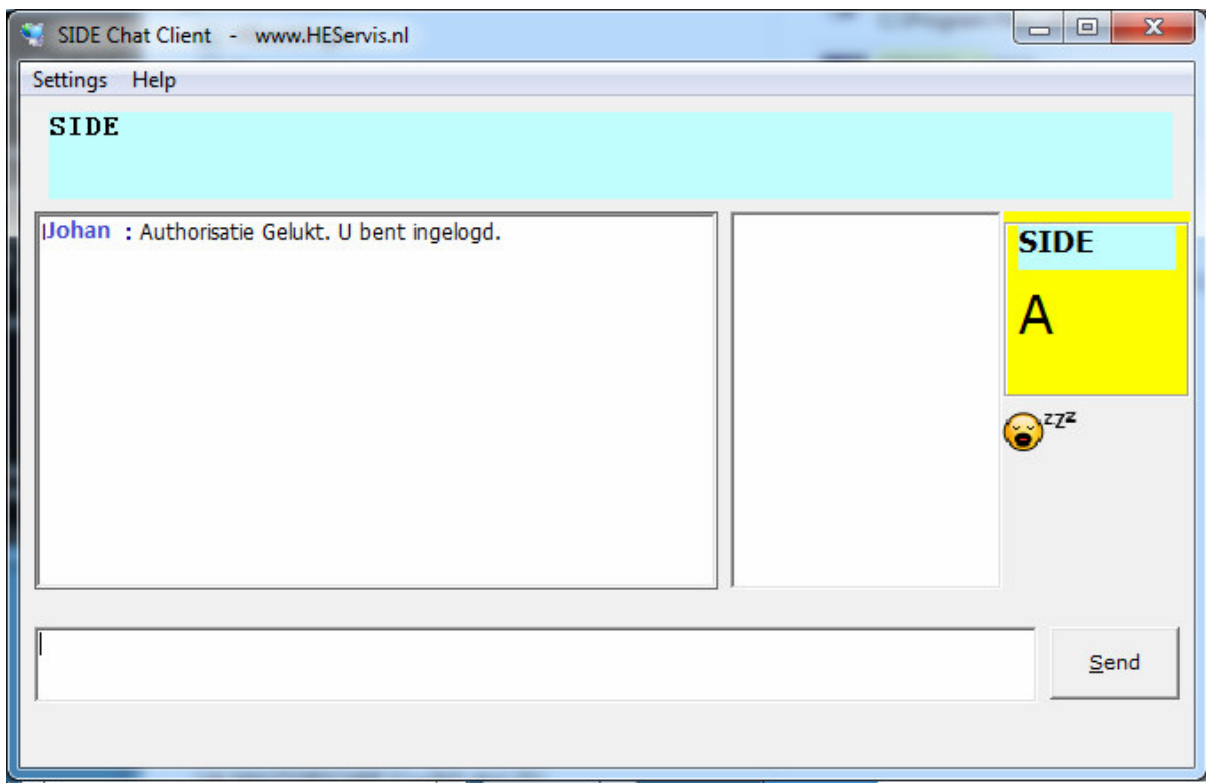 SIDE Chat Client - www.HEServis.nl
Settings Help
SIDE
Johan : Authorisatie Gelukt. U bent ingelogd.
SIDE
A
zzz
Send